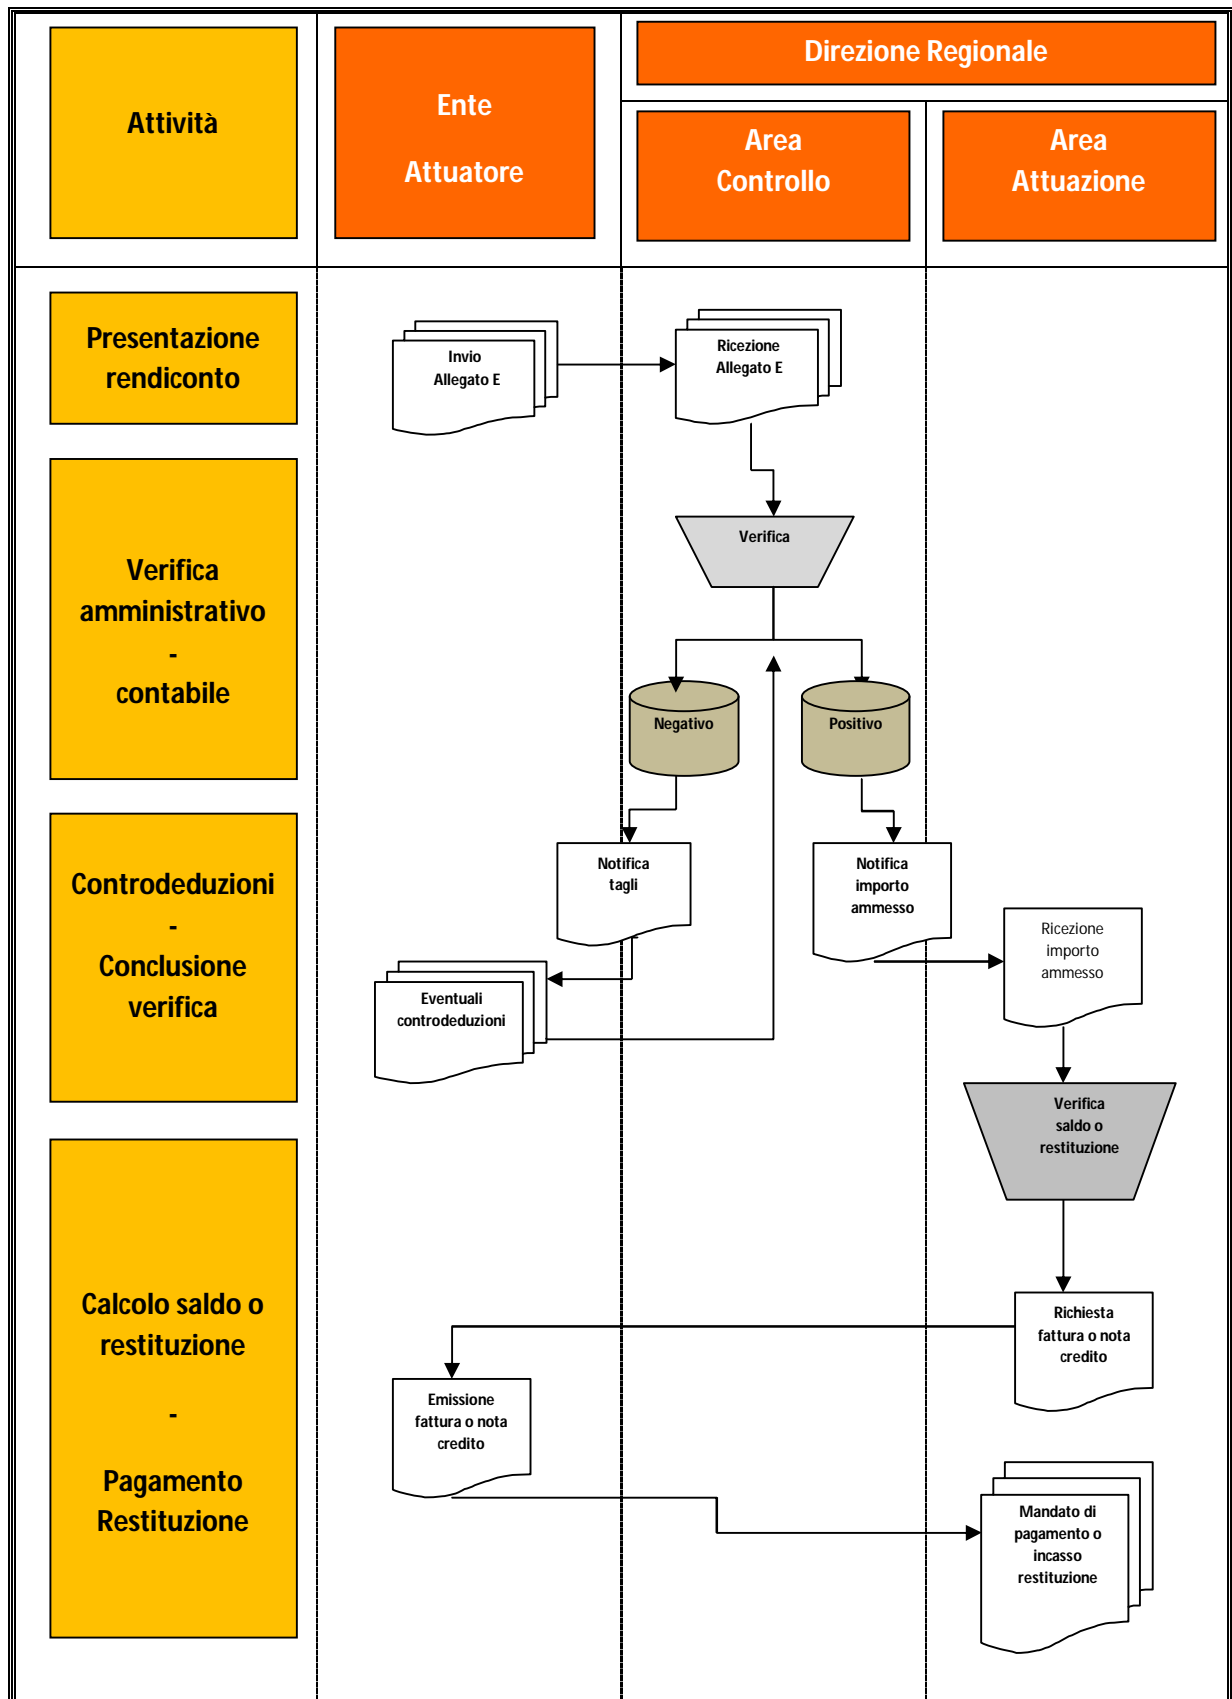 Attività
Ente
Attuatore
Direzione Regionale
Area
Controllo
Area
Attuazione
Presentazione
rendiconto
Invio
Allegato E
Ricezione
Allegato E
Verifica
amministrativo
-
contabile
Verifica
Negativo
Positivo
Controdeduzioni
-
Conclusione
verifica
Notifica
tagli
Notifica
importo
ammesso
Ricezione
importo
ammesso
Eventuali
controdeduzioni
Verifica
saldo o
restituzione
Calcolo saldo o
restituzione
-
Pagamento
Restituzione
Richiesta
fattura o nota
credito
Emissione
fattura o nota
credito
Mandato di
pagamento o
incasso
restituzione